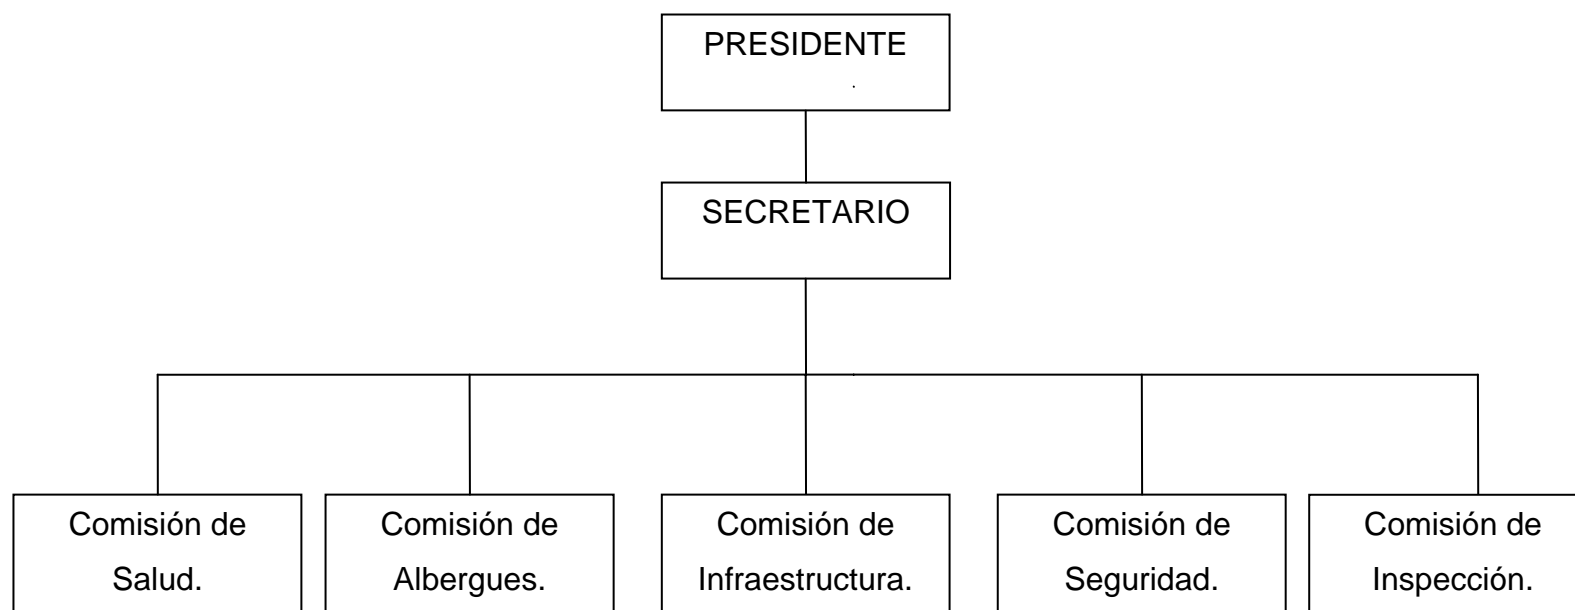 PRESIDENTE
SECRETARIO
Comisión de
Salud.
Comisión de
Albergues.
Comisión de
Infraestructura.
Comisión de
Seguridad.
Comisión de
Inspección.